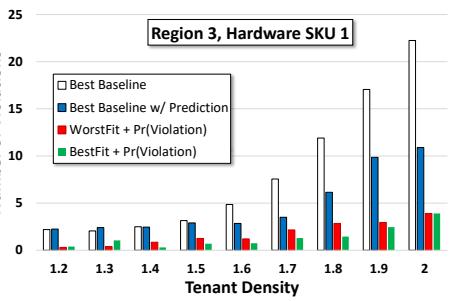 25
20
15
10
5
0
Region 3, Hardware SKU 1
Best Baseline
Best Baseline w/ Prediction
WorstFit + Pr(Violation)
BestFit + Pr(Violation)
1.2 1.3 1.4 1.5 1.6 1.7 1.8 1.9 2
Tenant Density